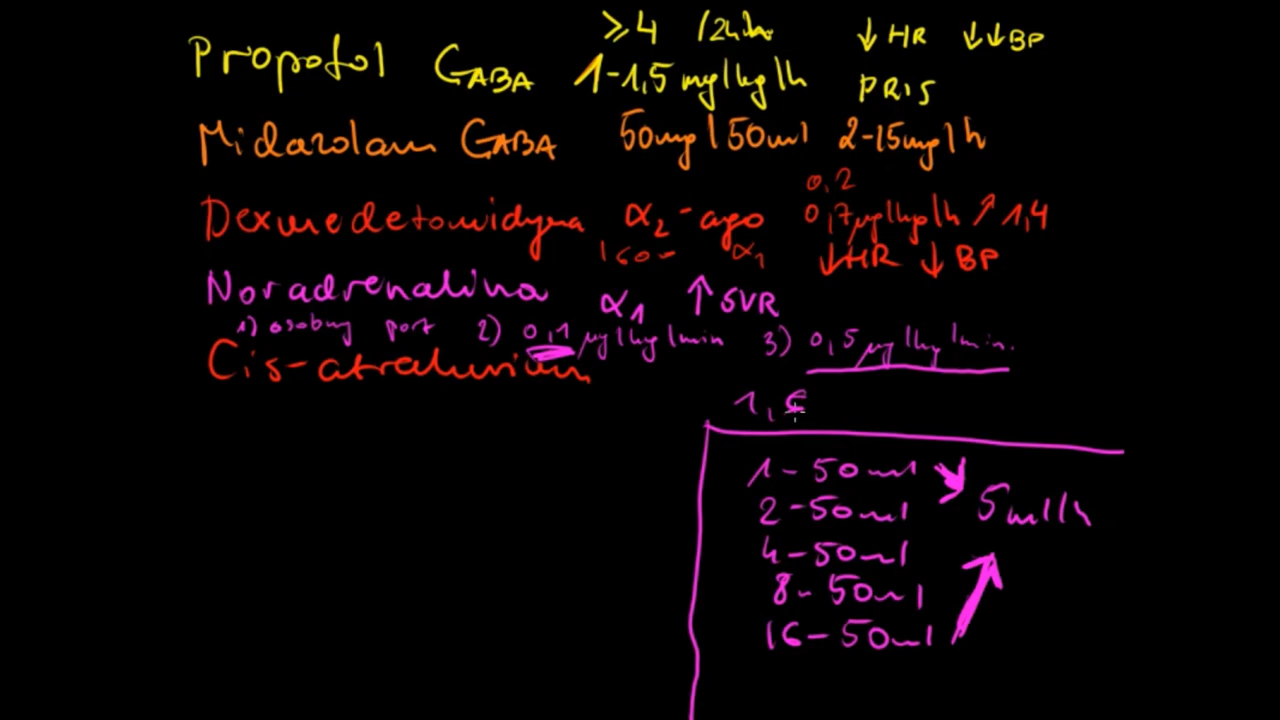 ≥4 /24h
Propofol GABA 1-1,5 mg/kg/h ↓HR ↓↓BP
PRIS
Midazolam GABA 50mg/50ml 2-15mg/h
0,2
Dexmedetomidyna α2-ago 0,7µg/kg/h ↗ 1,4
α1 ↓HR ↓BP
Noradrenalina α1 ↑SVR
1) osobny port 2) 0,1 µg/kg/min 3) 0,5 µg/kg/min.
Cis-atrakurium
1,
1-50ml
2-50ml 5ml/h
4-50ml
8-50ml
16-50ml